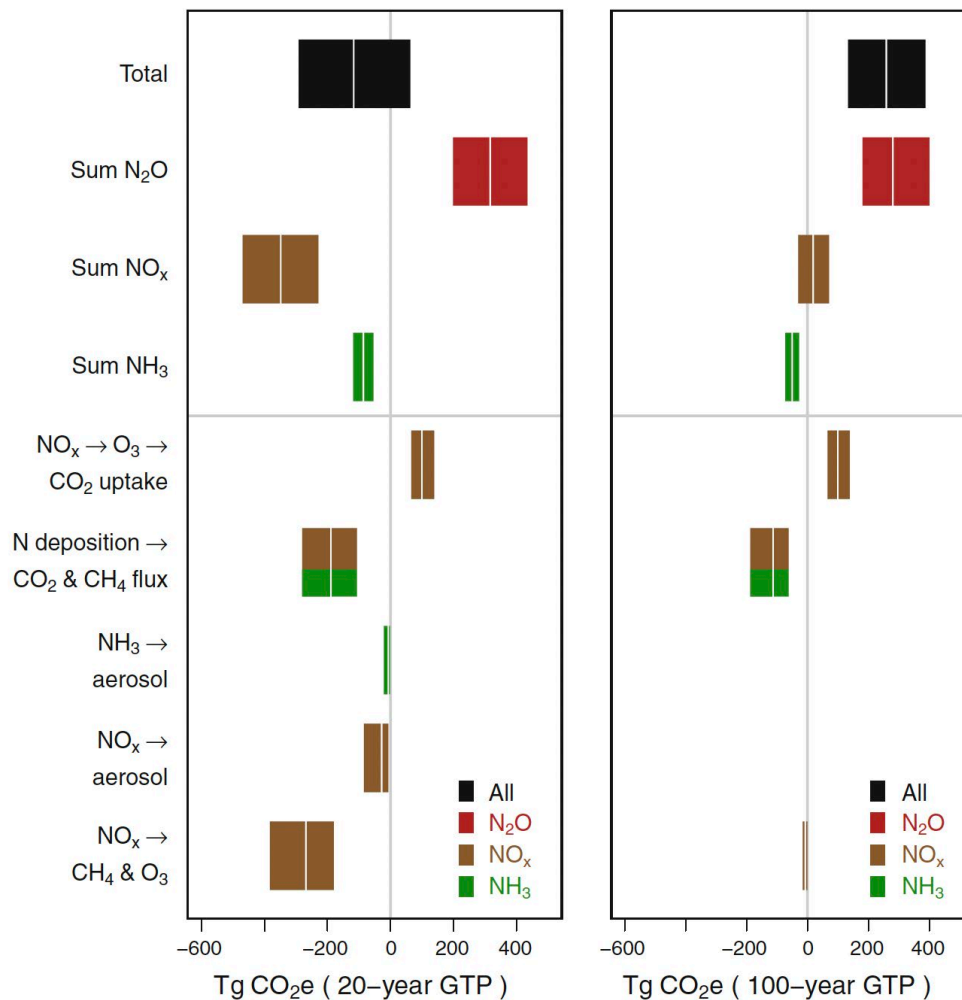 Total
Sum N₂O
Sum NOₓ
Sum NH₃
NOₓ → O₃ →
CO₂ uptake
N deposition →
CO₂ & CH₄ flux
NH₃ →
aerosol
NOₓ →
aerosol
NOₓ →
CH₄ & O₃
All
N₂O
NOₓ
NH₃
−600 −200 0 200 400
Tg CO₂e ( 20−year GTP )
All
N₂O
NOₓ
NH₃
−600 −200 0 200 400
Tg CO₂e ( 100−year GTP )